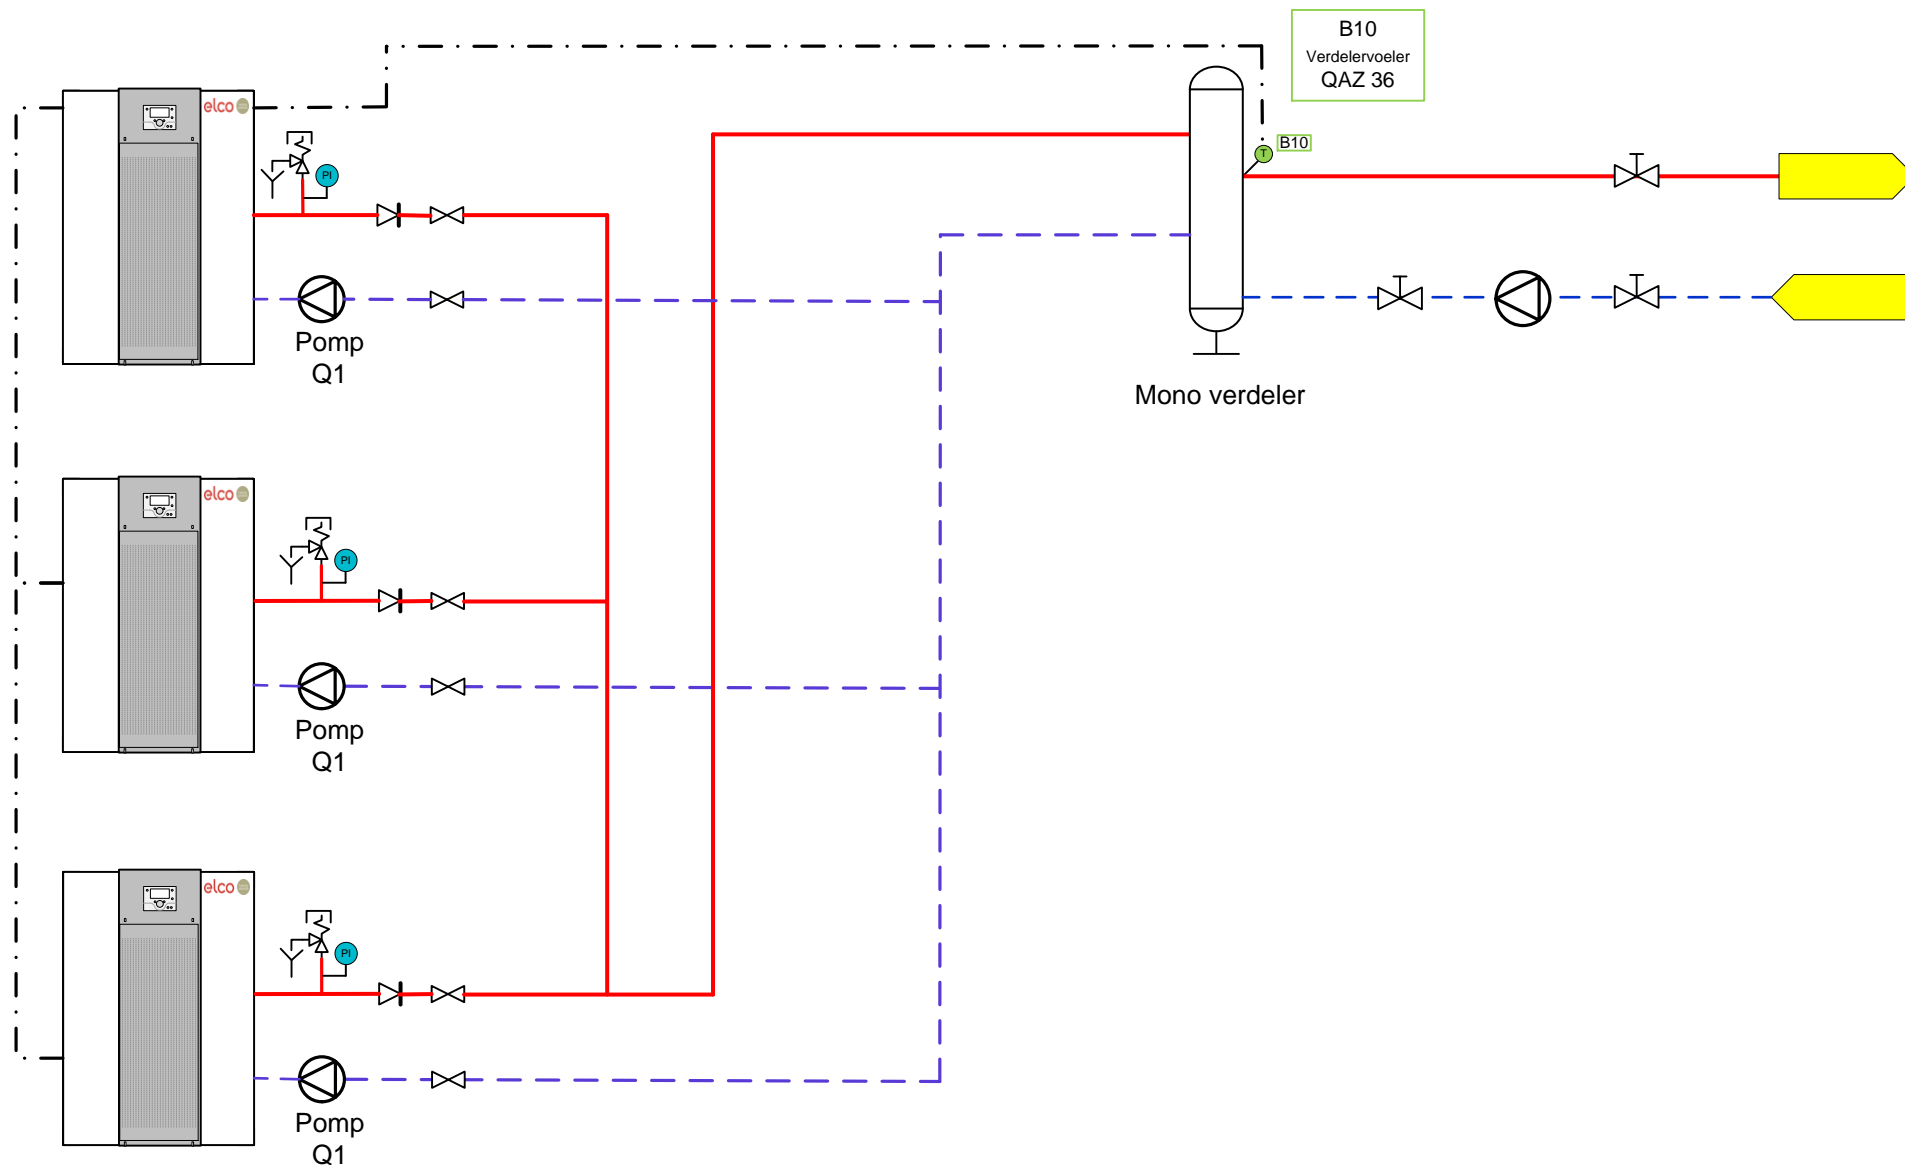 B10
Verdelervoeler
QAZ 36
elco
B10
T
PI
Pomp
Q1
Mono verdeler
elco
PI
Pomp
Q1
elco
PI
Pomp
Q1